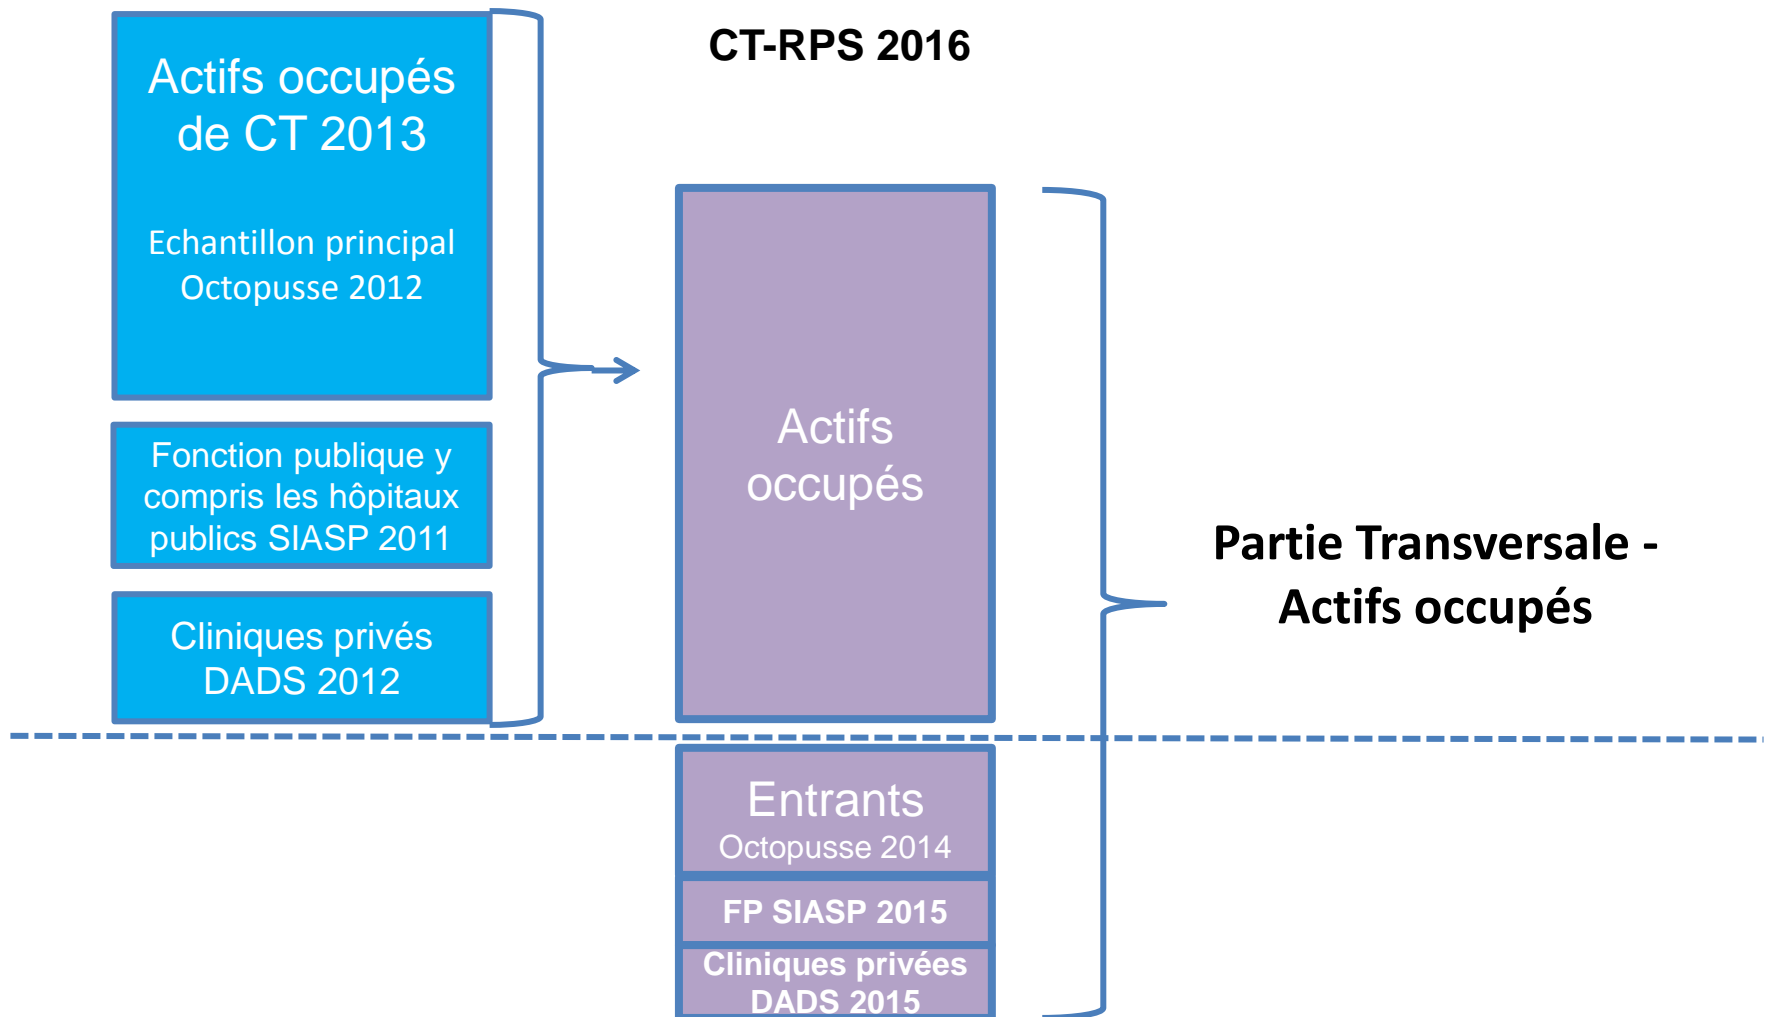 CT-RPS 2016
Actifs occupés
de CT 2013
Echantillon principal
Octopusse 2012
Fonction publique y
compris les hôpitaux
publics SIASP 2011
Cliniques privés
DADS 2012
Actifs
occupés
Entrants
Octopusse 2014
FP SIASP 2015
Cliniques privées
DADS 2015
Partie Transversale -
Actifs occupés